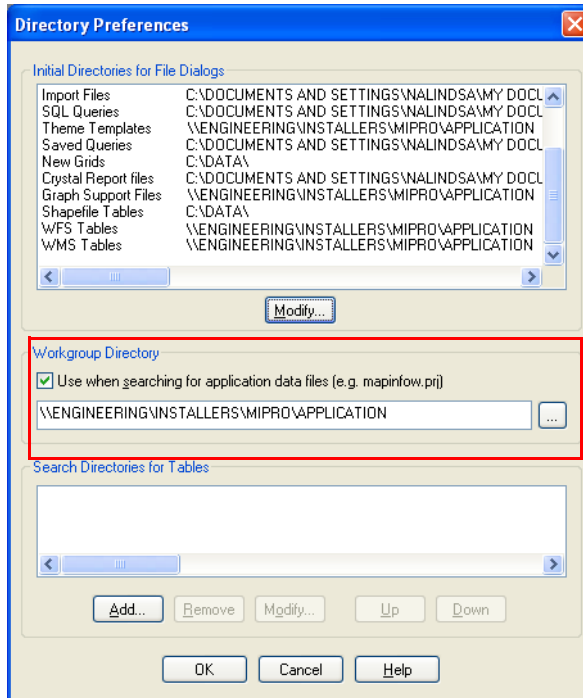 Directory Preferences
Initial Directories for File Dialogs
Import Files C:\DOCUMENTS AND SETTINGS\NALINDSA\MY DOCU
SQL Queries C:\DOCUMENTS AND SETTINGS\NALINDSA\MY DOCU
Theme Templates \\ENGINEERING\INSTALLERS\MIPRO\APPLICATION
Saved Queries C:\DOCUMENTS AND SETTINGS\NALINDSA\MY DOCU
New Grids C:\DATA\
Crystal Report files C:\DOCUMENTS AND SETTINGS\NALINDSA\MY DOCU
Graph Support Files \\ENGINEERING\INSTALLERS\MIPRO\APPLICATION
Shapefile Tables C:\DATA\
WFS Tables \\ENGINEERING\INSTALLERS\MIPRO\APPLICATION
WMS Tables \\ENGINEERING\INSTALLERS\MIPRO\APPLICATION
Modify...
Workgroup Directory
Use when searching for application data files (e.g. mapinfow.prj)
\\ENGINEERING\INSTALLERS\MIPRO\APPLICATION ...
Search Directories for Tables
Add... Remove Modify... Up Down
OK Cancel Help